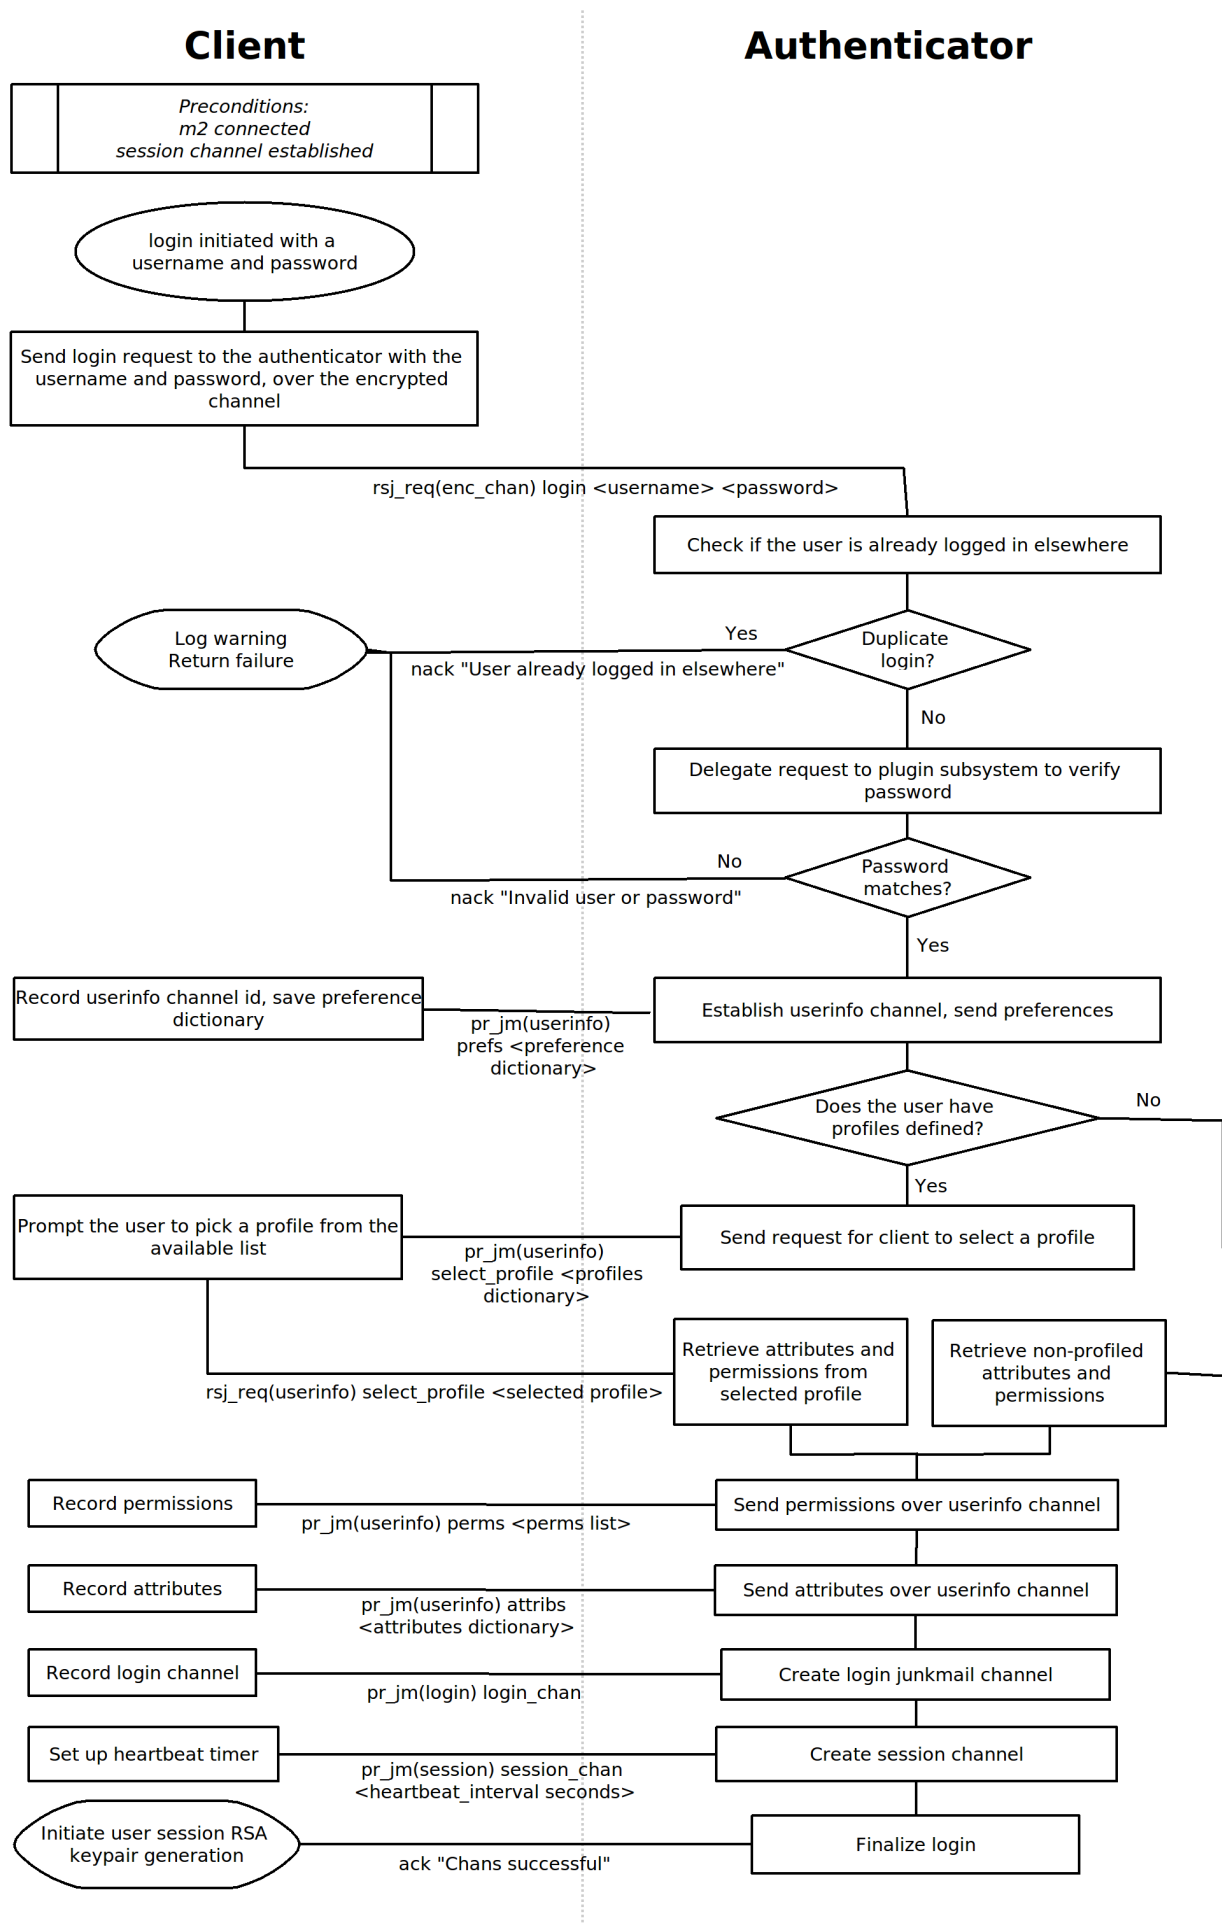 Client
Authenticator
Preconditions:
m2 connected
session channel established
login initiated with a
username and password
Send login request to the authenticator with the
username and password, over the encrypted
channel
rsj_req(enc_chan) login <username> <password>
Check if the user is already logged in elsewhere
Log warning
Return failure
Yes
nack "User already logged in elsewhere"
Duplicate
login?
No
Delegate request to plugin subsystem to verify
password
No
nack "Invalid user or password"
Password
matches?
Yes
Record userinfo channel id, save preference
dictionary
pr_jm(userinfo)
prefs <preference
dictionary>
Establish userinfo channel, send preferences
Does the user have
profiles defined?
No
Yes
Prompt the user to pick a profile from the
available list
pr_jm(userinfo)
select_profile <profiles
dictionary>
Send request for client to select a profile
rsj_req(userinfo) select_profile <selected profile>
Retrieve attributes and
permissions from
selected profile
Retrieve non-profiled
attributes and
permissions
Record permissions
pr_jm(userinfo) perms <perms list>
Send permissions over userinfo channel
Record attributes
pr_jm(userinfo) attribs
<attributes dictionary>
Send attributes over userinfo channel
Record login channel
pr_jm(login) login_chan
Create login junkmail channel
Set up heartbeat timer
pr_jm(session) session_chan
<heartbeat_interval seconds>
Create session channel
Initiate user session RSA
keypair generation
ack "Chans successful"
Finalize login